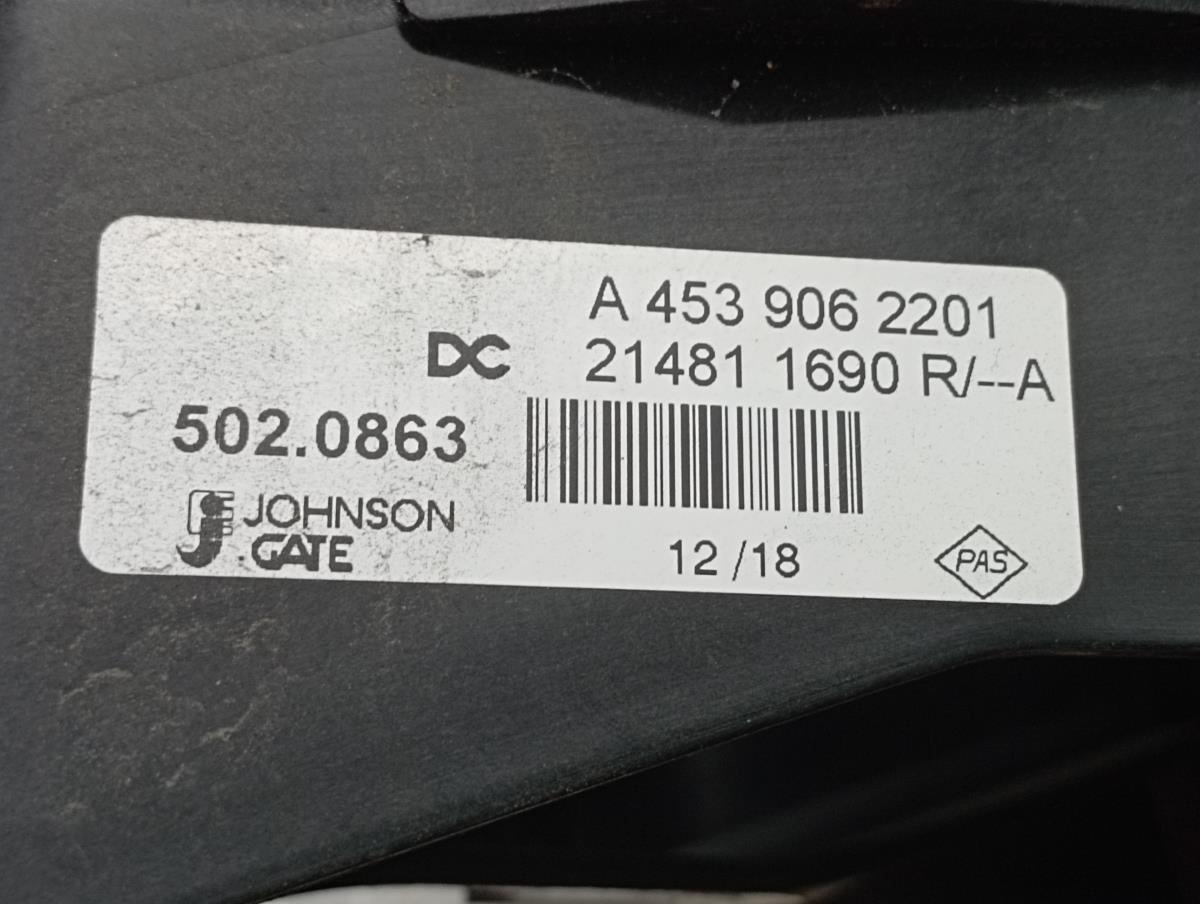 A 453 906 2201
DC 21481 1690 R/--A
502.0863
JOHNSON
.GATE
12 /18
PAS